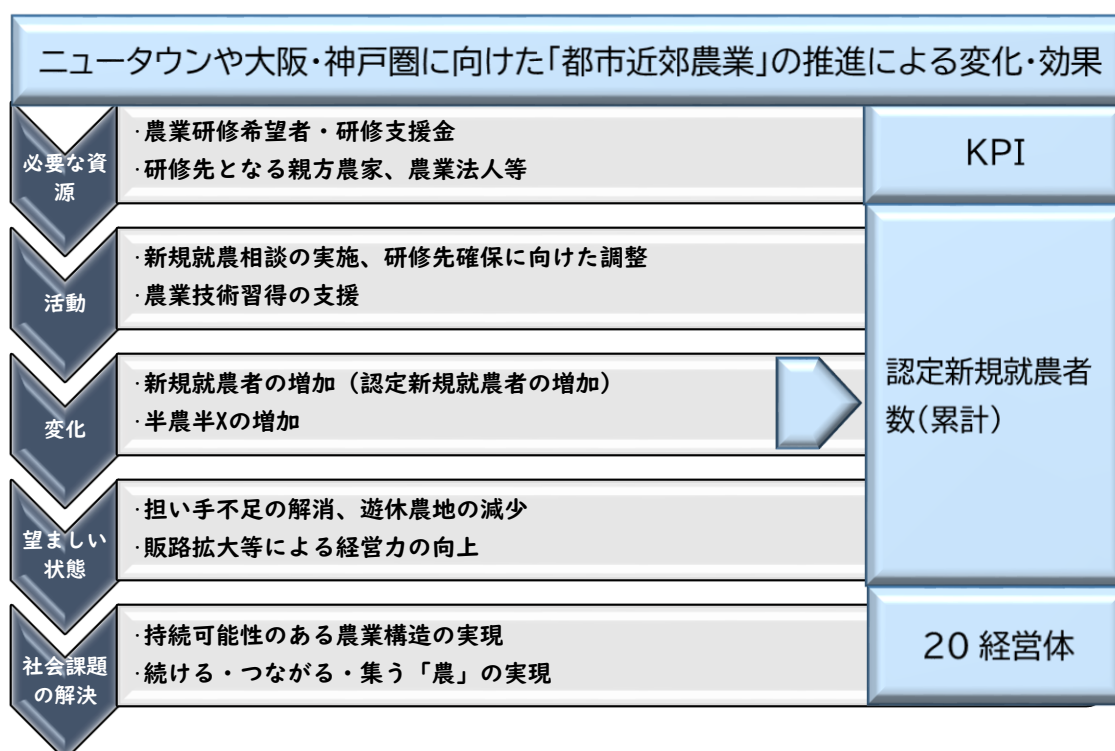 ニュータウンや大阪・神戸圏に向けた「都市近郊農業」の推進による変化・効果
必要な資
源
・農業研修希望者・研修支援金
・研修先となる親方農家、農業法人等
KPI
活動
・新規就農相談の実施、研修先確保に向けた調整
・農業技術習得の支援
変化
・新規就農者の増加（認定新規就農者の増加）
・半農半Xの増加
認定新規就農者
数（累計）
望ましい
状態
・担い手不足の解消、遊休農地の減少
・販路拡大等による経営力の向上
社会課題
の解決
・持続可能性のある農業構造の実現
・続ける・つながる・集う「農」の実現
20 経営体